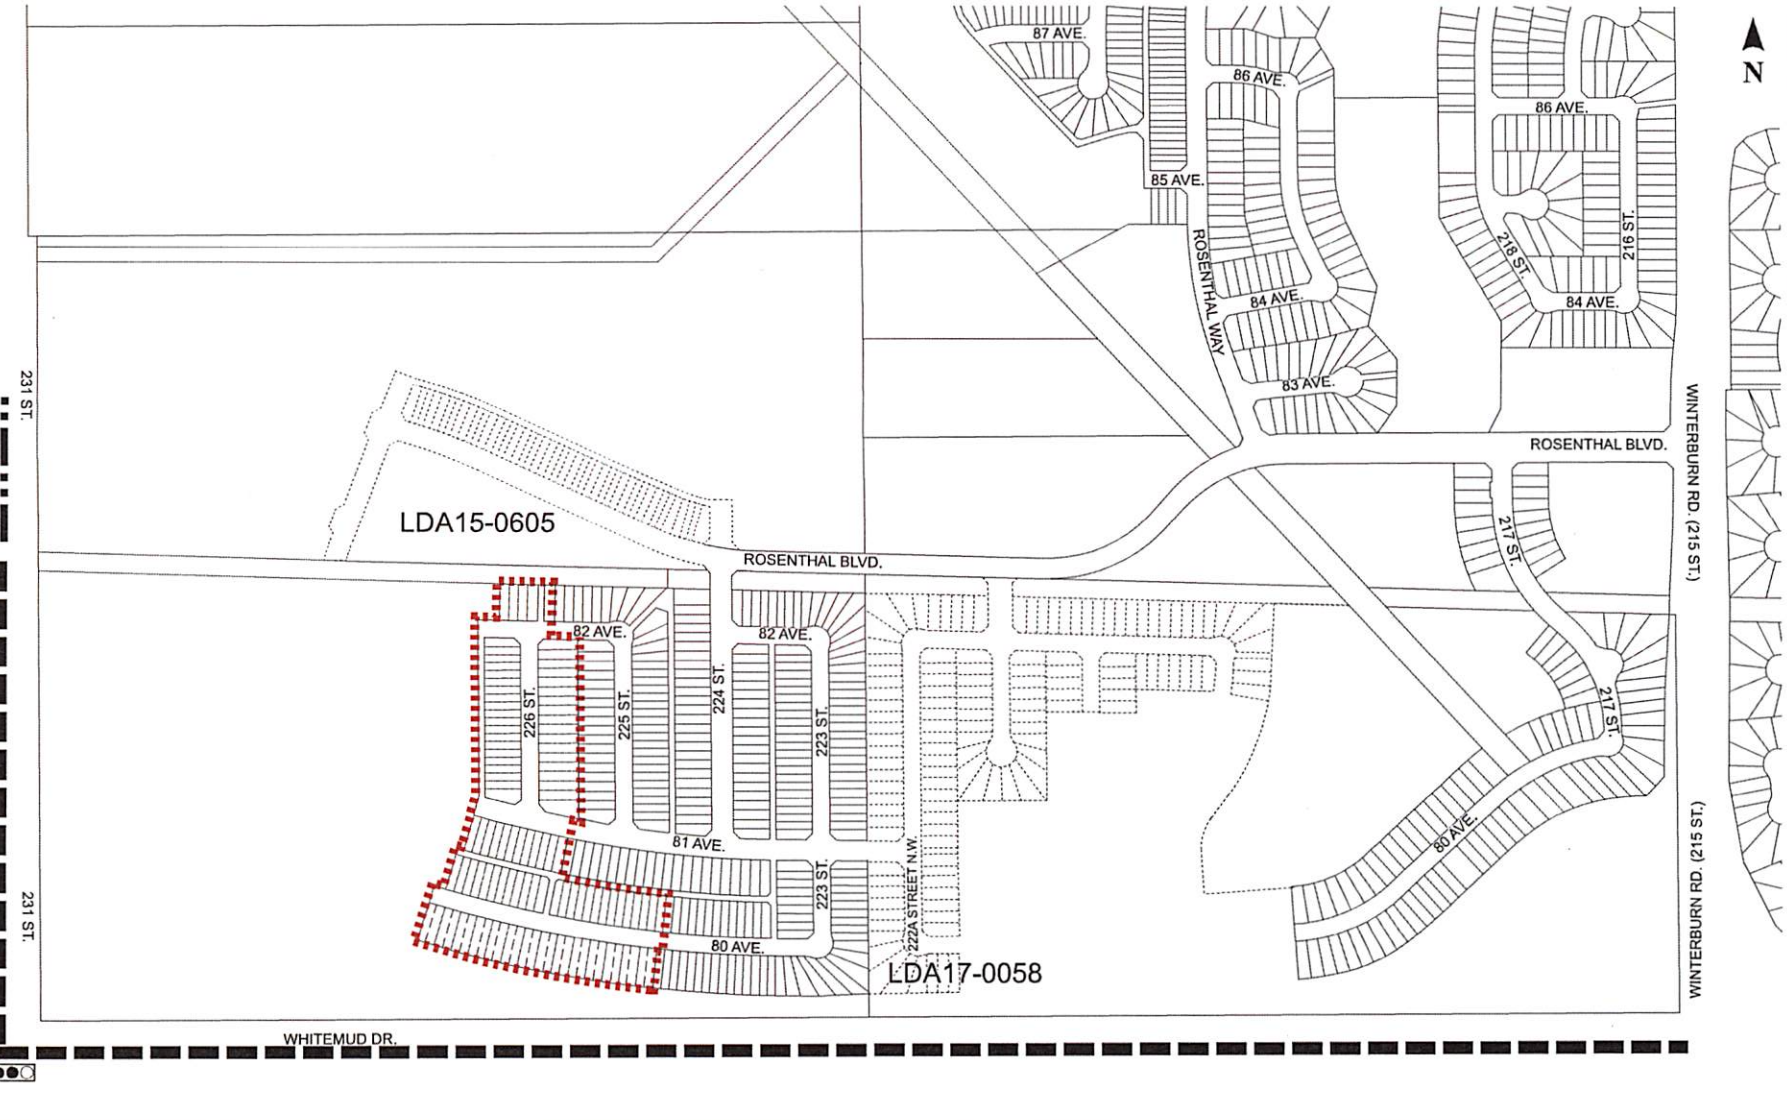 87 AVE.
86 AVE.
N
86 AVE.
85 AVE.
216 ST.
218 ST.
ROSENTHAL WAY
84 AVE.
84 AVE.
83 AVE.
231 ST.
WINTERBURN RD. (215 ST.)
ROSENTHAL BLVD.
LDA15-0605
217 ST.
ROSENTHAL BLVD.
82 AVE.
82 AVE.
224 ST.
226 ST.
225 ST.
223 ST.
217 ST.
81 AVE.
80 AVE.
223 ST.
222A STREET N.W.
231 ST.
WINTERBURN RD. (215 ST.)
80 AVE.
LDA17-0058
WHITEMUD DR.